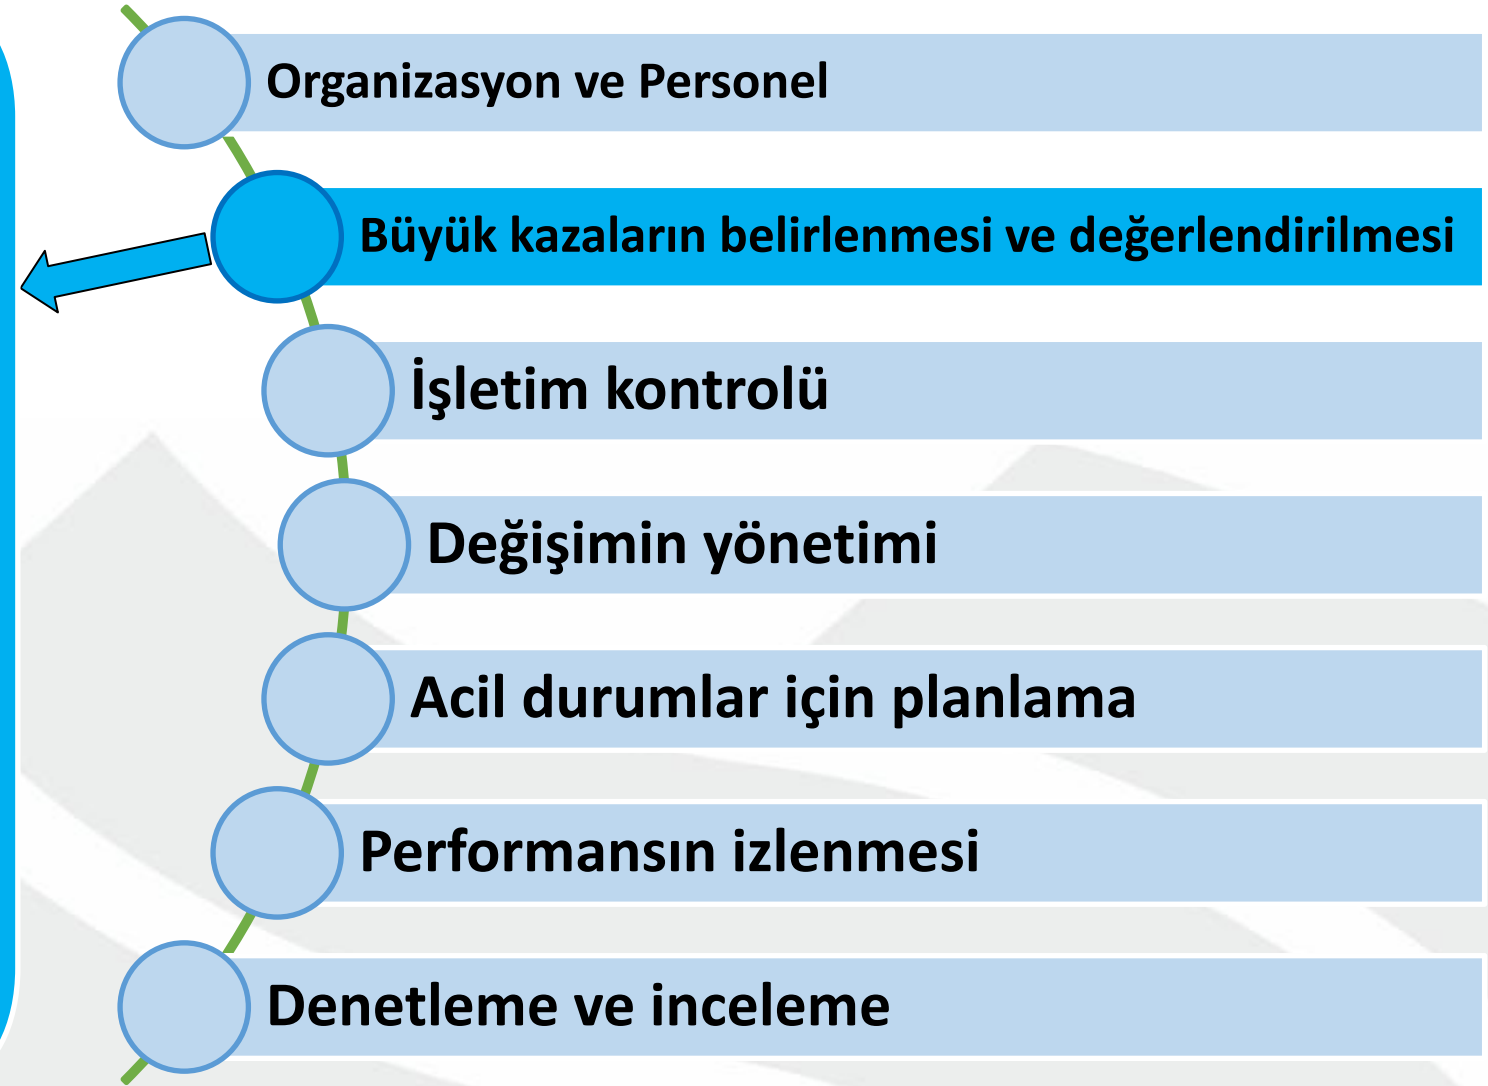 Organizasyon ve Personel
Büyük kazaların belirlenmesi ve değerlendirilmesi
İşletim kontrolü
Değişimin yönetimi
Acil durumlar için planlama
Performansın izlenmesi
Denetleme ve inceleme